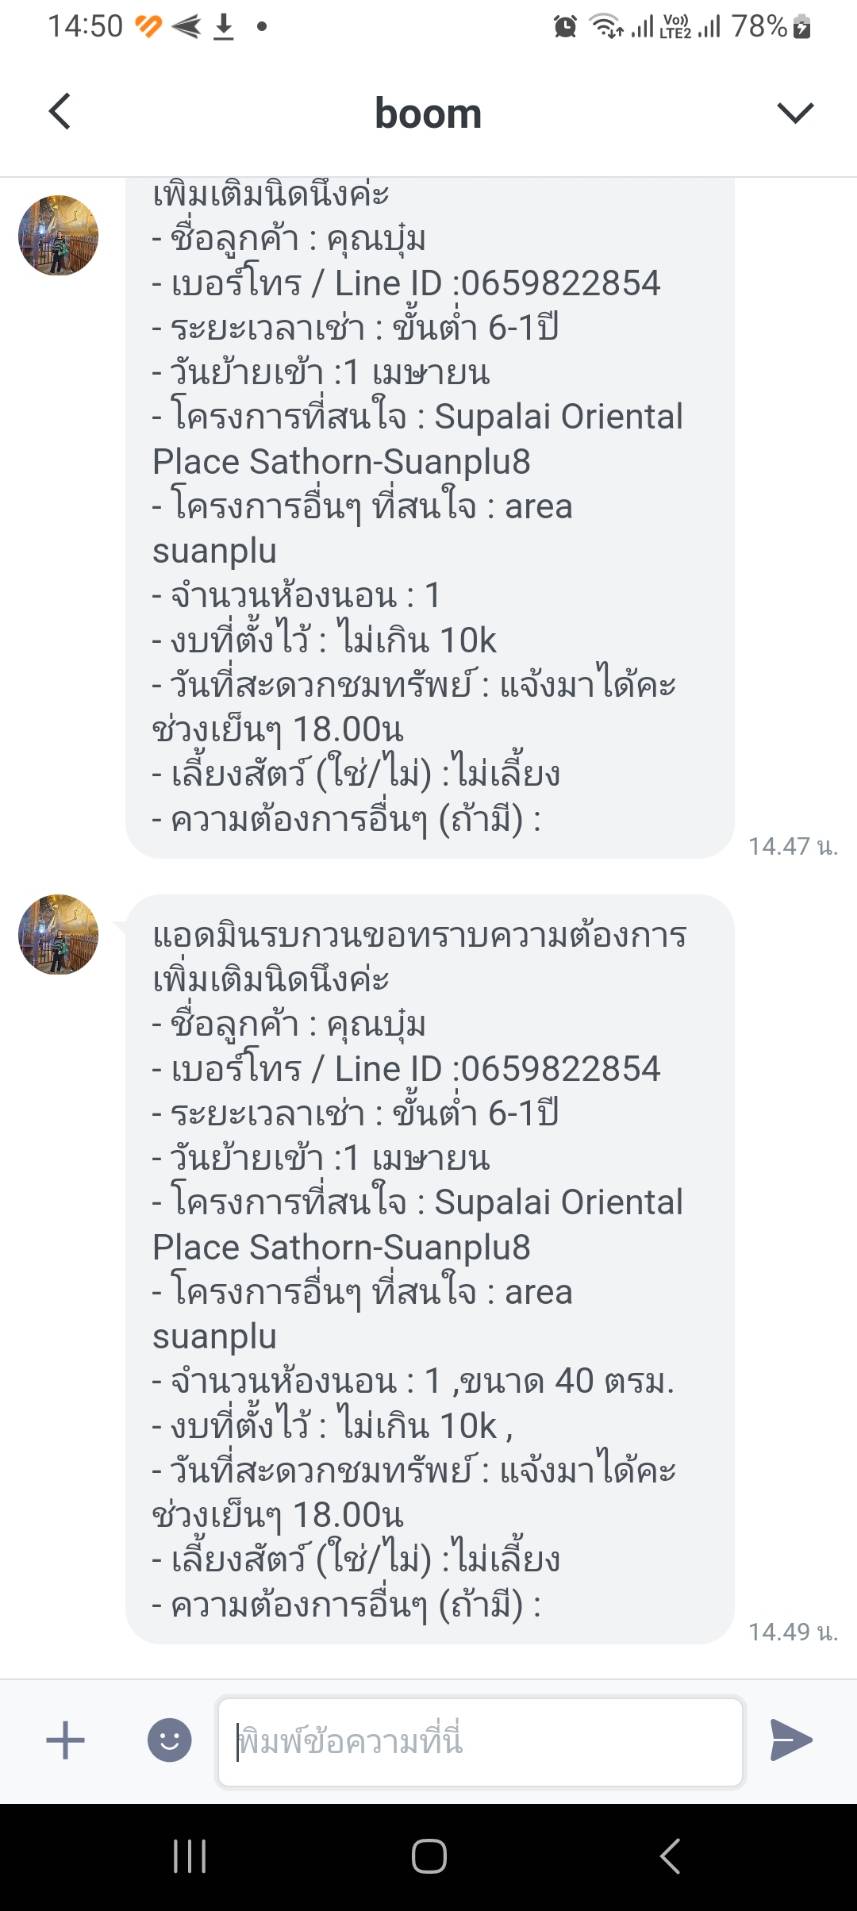 14:50
Vo))
LTE2
78%
boom
เพิ่มเติมนิดนึงค่ะ
- ชื่อลูกค้า : คุณบุ๋ม
- เบอร์โทร / Line ID :0659822854
- ระยะเวลาเช่า : ขั้นต่ำ 6-1ปี
- วันย้ายเข้า :1 เมษายน
- โครงการที่สนใจ : Supalai Oriental
Place Sathorn-Suanplu8
- โครงการอื่นๆ ที่สนใจ : area
suanplu
- จำนวนห้องนอน : 1
- งบที่ตั้งไว้ : ไม่เกิน 10k
- วันที่สะดวกชมทรัพย์ : แจ้งมาได้คะ
ช่วงเย็นๆ 18.00น
- เลี้ยงสัตว์ (ใช่/ไม่) :ไม่เลี้ยง
- ความต้องการอื่นๆ (ถ้ามี) :
14.47 น.
แอดมินรบกวนขอทราบความต้องการ
เพิ่มเติมนิดนึงค่ะ
- ชื่อลูกค้า : คุณบุ๋ม
- เบอร์โทร / Line ID :0659822854
- ระยะเวลาเช่า : ขั้นต่ำ 6-1ปี
- วันย้ายเข้า :1 เมษายน
- โครงการที่สนใจ : Supalai Oriental
Place Sathorn-Suanplu8
- โครงการอื่นๆ ที่สนใจ : area
suanplu
- จำนวนห้องนอน : 1 ,ขนาด 40 ตรม.
- งบที่ตั้งไว้ : ไม่เกิน 10k ,
- วันที่สะดวกชมทรัพย์ : แจ้งมาได้คะ
ช่วงเย็นๆ 18.00น
- เลี้ยงสัตว์ (ใช่/ไม่) :ไม่เลี้ยง
- ความต้องการอื่นๆ (ถ้ามี) :
14.49 น.
พิมพ์ข้อความที่นี่